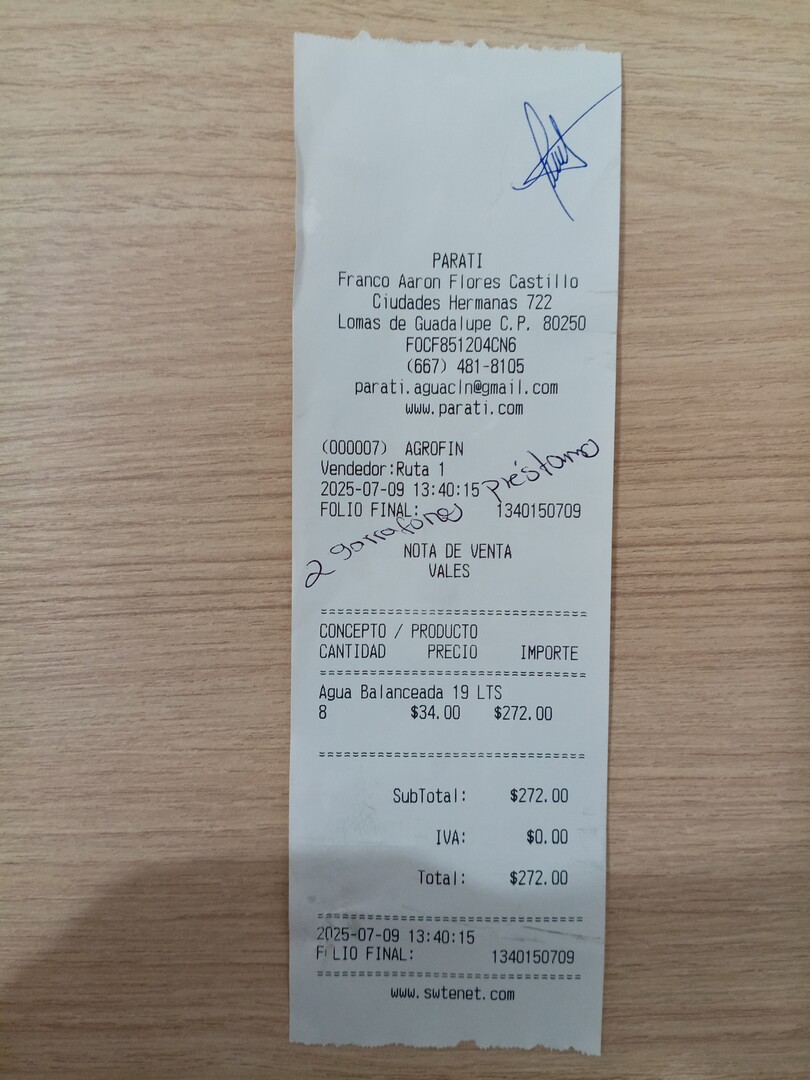 PARATI
Franco Aaron Flores Castillo
Ciudades Hermanas 722
Lomas de Guadalupe C.P. 80250
FOCF851204CN6
(667) 481-8105
parati.aguacln@gmail.com
www.parati.com
(000007) AGROFIN
Vendedor:Ruta 1
2025-07-09 13:40:15
FOLIO FINAL: 1340150709
2 garrafones préstamo
NOTA DE VENTA
VALES
CONCEPTO / PRODUCTO
CANTIDAD PRECIO IMPORTE
Agua Balanceada 19 LTS
8 $34.00 $272.00
SubTotal: $272.00
IVA: $0.00
Total: $272.00
2025-07-09 13:40:15
FOLIO FINAL: 1340150709
www.swtenet.com